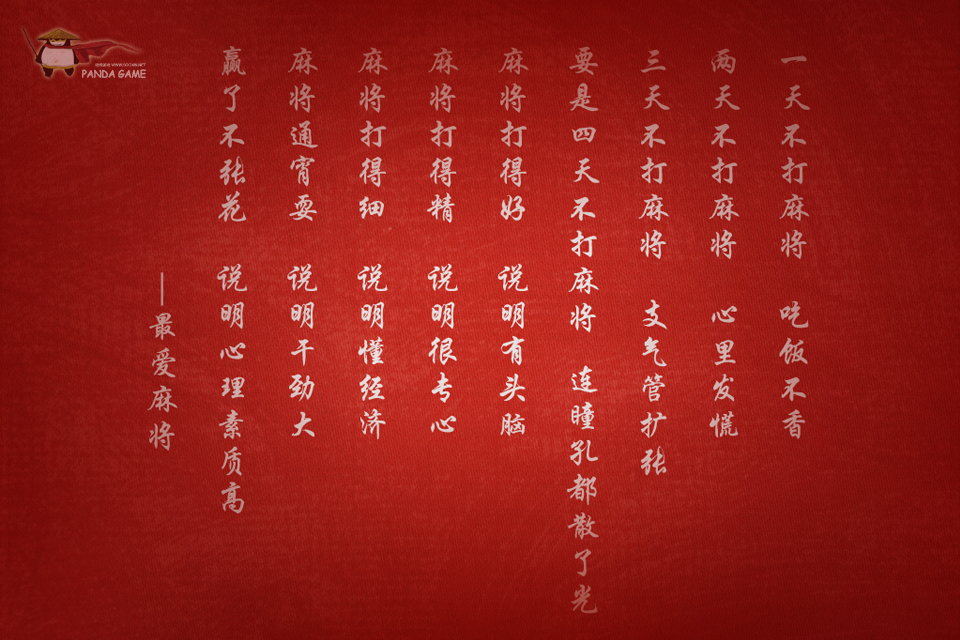 一天不打麻将 吃饭不香
两天不打麻将 心里发慌
三天不打麻将 支气管扩张
要是四天不打麻将 连瞳孔都散了光
麻将打得好 说明有头脑
麻将打得精 说明很专心
麻将打得细 说明懂经济
麻将通宵耍 说明干劲大
赢了不张花 说明心理素质高
—最爱麻将
PANDA GAME